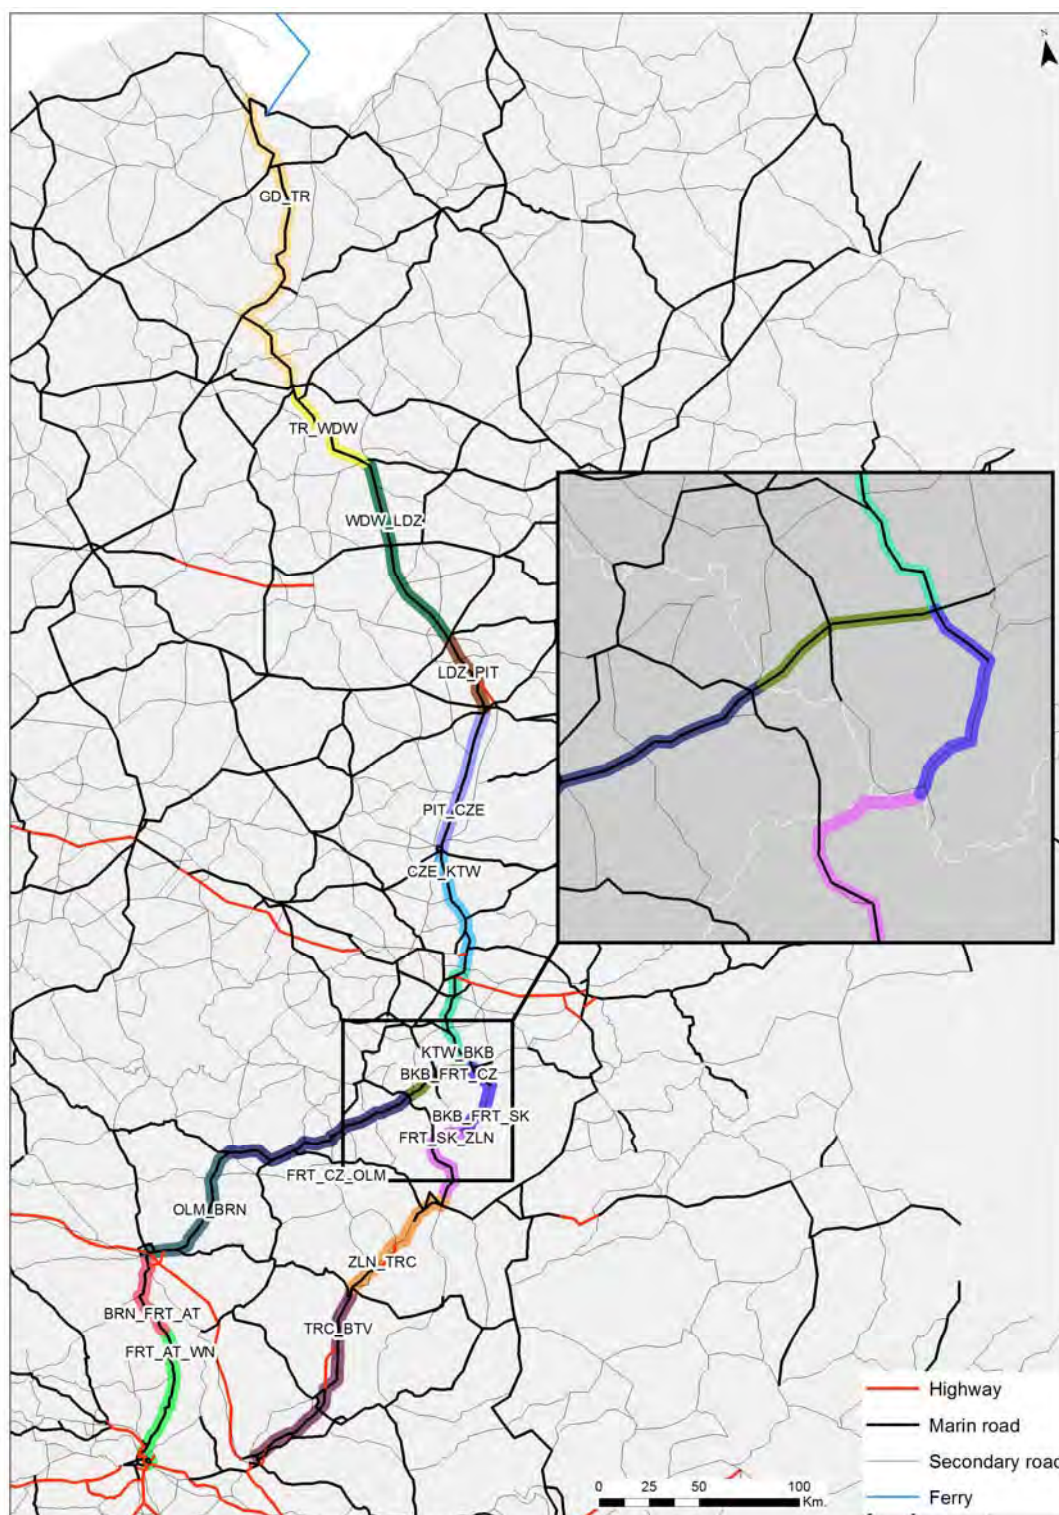 N
GD_TR
TR_WDW
WDW_LDZ
LDZ_PIT
PIT_CZE
CZE_KTW
KTW_BKB
BKB_FRT_CZ
BKB_FRT_SK
FRT_SK_ZLN
FRT_CZ_OLM
OLM_BRN
ZLN_TRC
BRN_FRT_AT
TRC_BTV
FRT_AT_WN
Highway
Marin road
Secondary road
Ferry
0 25 50 100
Km.